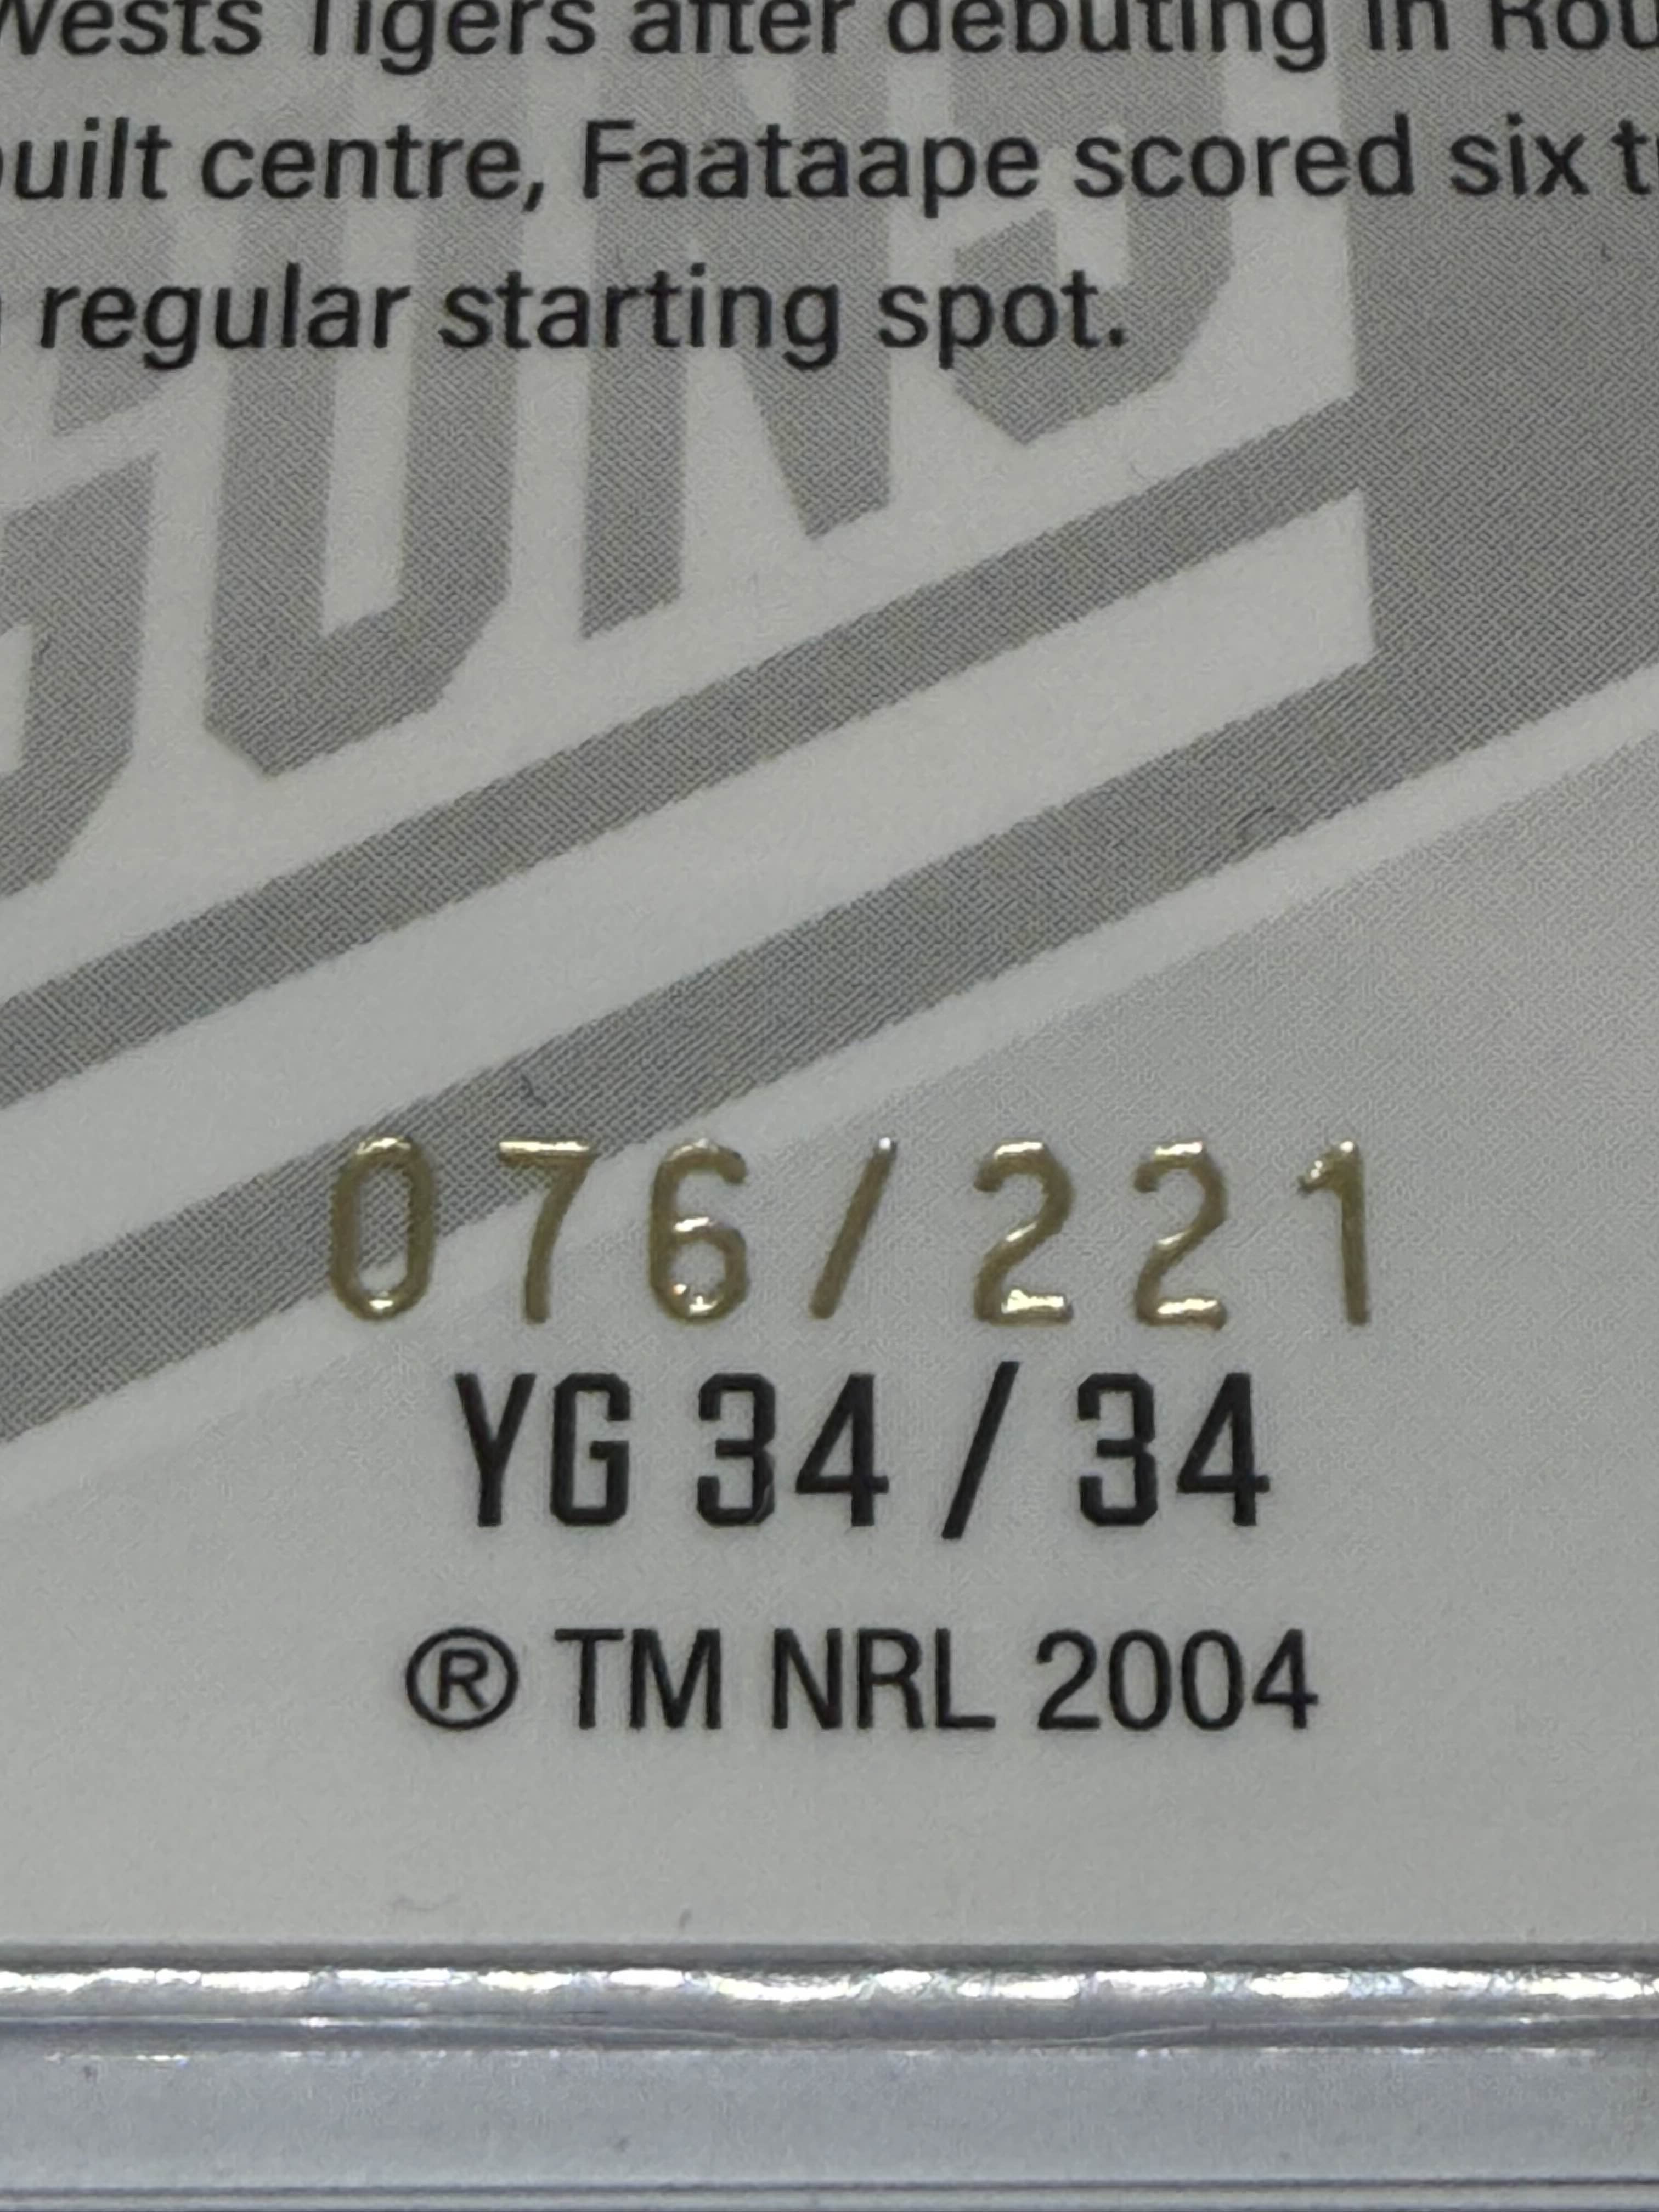 Wests Tigers after debuting in Rou
built centre, Faataape scored six t
regular starting spot.
076/221
YG 34 / 34
® TM NRL 2004